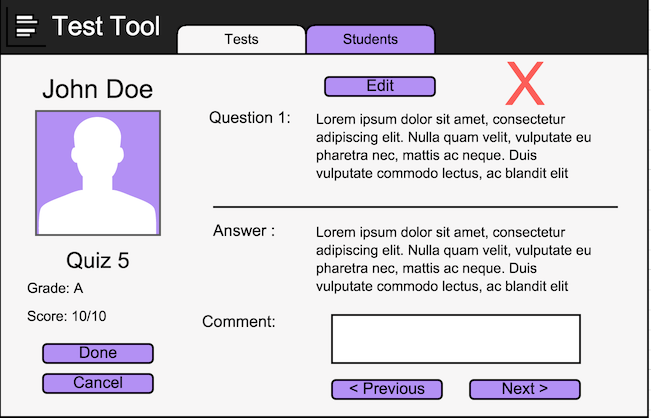 Test Tool
Tests
Students
John Doe
Quiz 5
Grade: A
Score: 10/10
Done
Cancel
Edit
X
Question 1:
Lorem ipsum dolor sit amet, consectetur
adipiscing elit. Nulla quam velit, vulputate eu
pharetra nec, mattis ac neque. Duis
vulputate commodo lectus, ac blandit elit
Answer :
Lorem ipsum dolor sit amet, consectetur
adipiscing elit. Nulla quam velit, vulputate eu
pharetra nec, mattis ac neque. Duis
vulputate commodo lectus, ac blandit elit
Comment:
< Previous
Next >